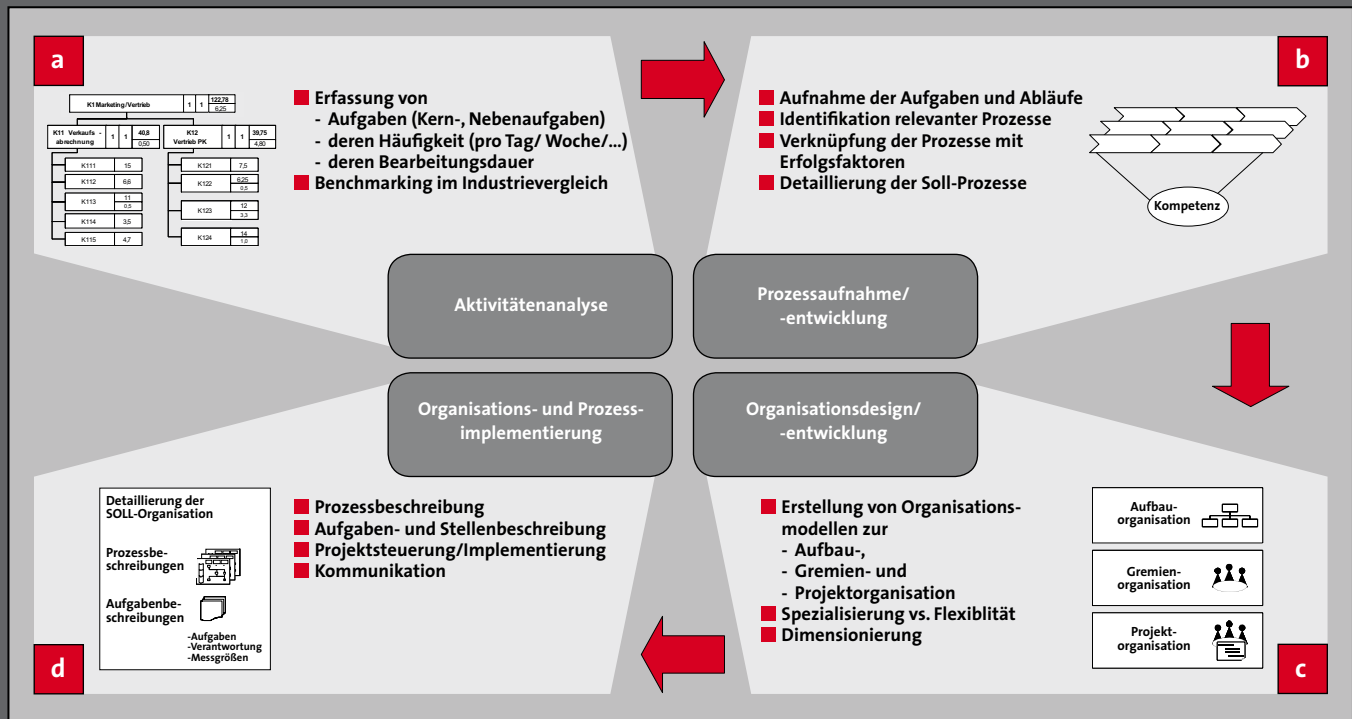 a
K1 Marketing/Vertrieb 1 1 122,78
6,25
K11 Verkaufs -
abrechnung 1 1 40,8
0,50
K12
Vertrieb PK 1 1 39,75
4,80
K111 15
K112 6,6
K113 11
0,5
K114 3,5
K115 4,7
K121 7,5
K122 6,25
0,5
K123 12
3,3
K124 14
1,0
Erfassung von
- Aufgaben (Kern-, Nebenaufgaben)
- deren Häufigkeit (pro Tag/ Woche/...)
- deren Bearbeitungsdauer
Benchmarking im Industrievergleich
b
Aufnahme der Aufgaben und Abläufe
Identifikation relevanter Prozesse
Verknüpfung der Prozesse mit
Erfolgsfaktoren
Detaillierung der Soll-Prozesse
Kompetenz
Aktivitätenanalyse
Prozessaufnahme/
-entwicklung
Organisations- und Prozess-
implementierung
Organisationsdesign/
-entwicklung
Detaillierung der
SOLL-Organisation
Prozessbe-
schreibungen
Aufgabenbe-
schreibungen
-Aufgaben
-Verantwortung
-Messgrößen
d
Prozessbeschreibung
Aufgaben- und Stellenbeschreibung
Projektsteuerung/Implementierung
Kommunikation
Erstellung von Organisations-
modellen zur
- Aufbau-,
- Gremien- und
- Projektorganisation
Spezialisierung vs. Flexiblität
Dimensionierung
Aufbau-
organisation
Gremien-
organisation
Projekt-
organisation
c